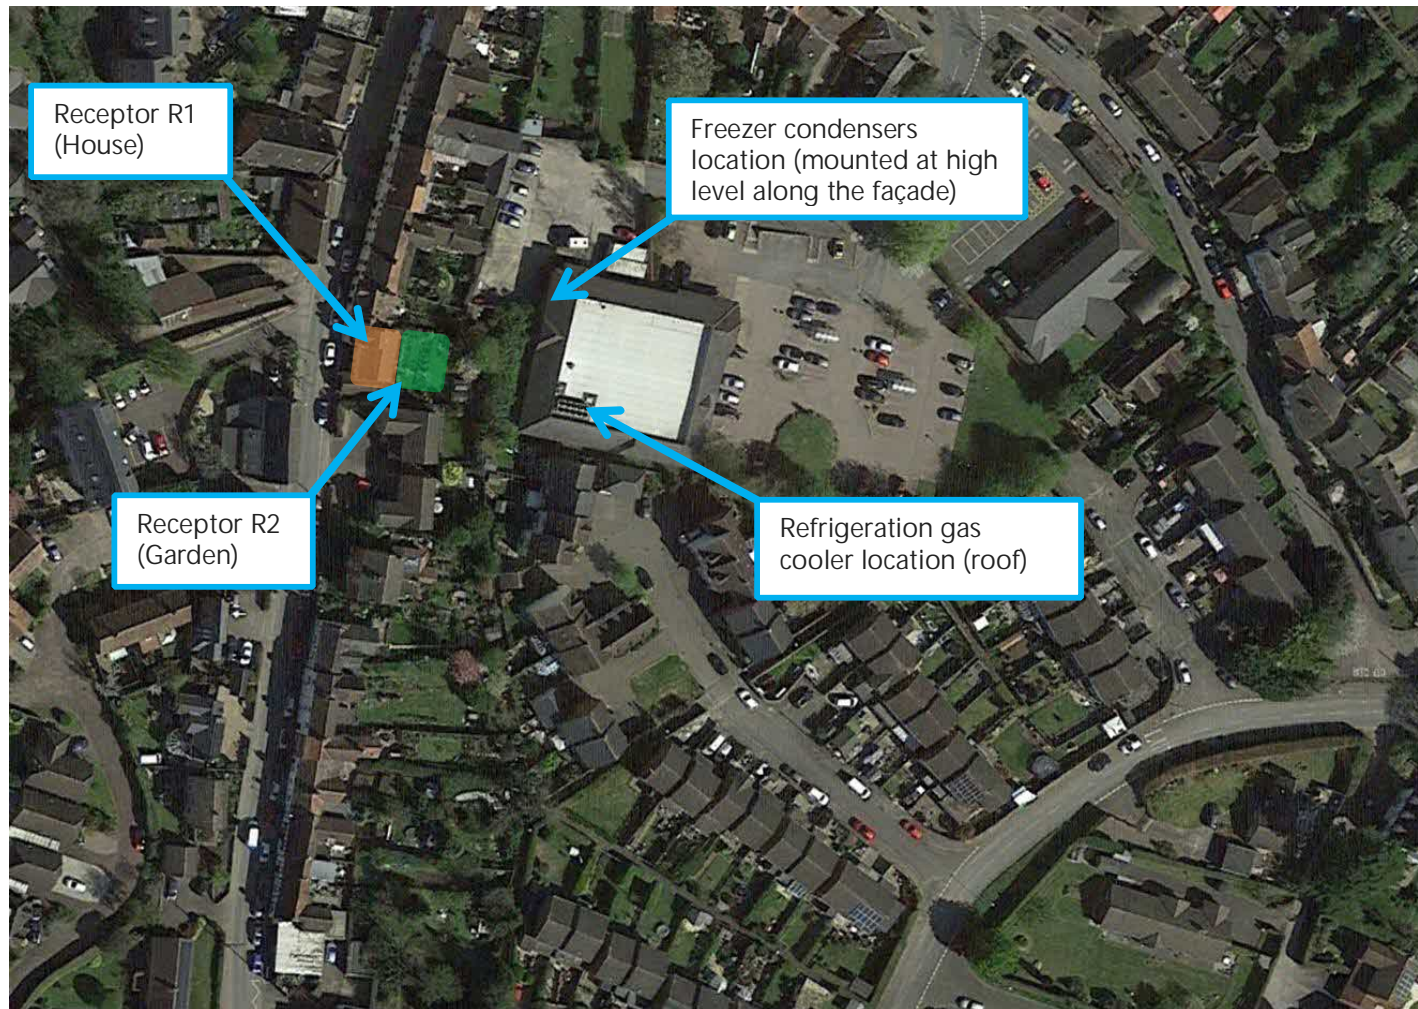 Receptor R1
(House)
Freezer condensers
location (mounted at high
level along the façade)
Receptor R2
(Garden)
Refrigeration gas
cooler location (roof)